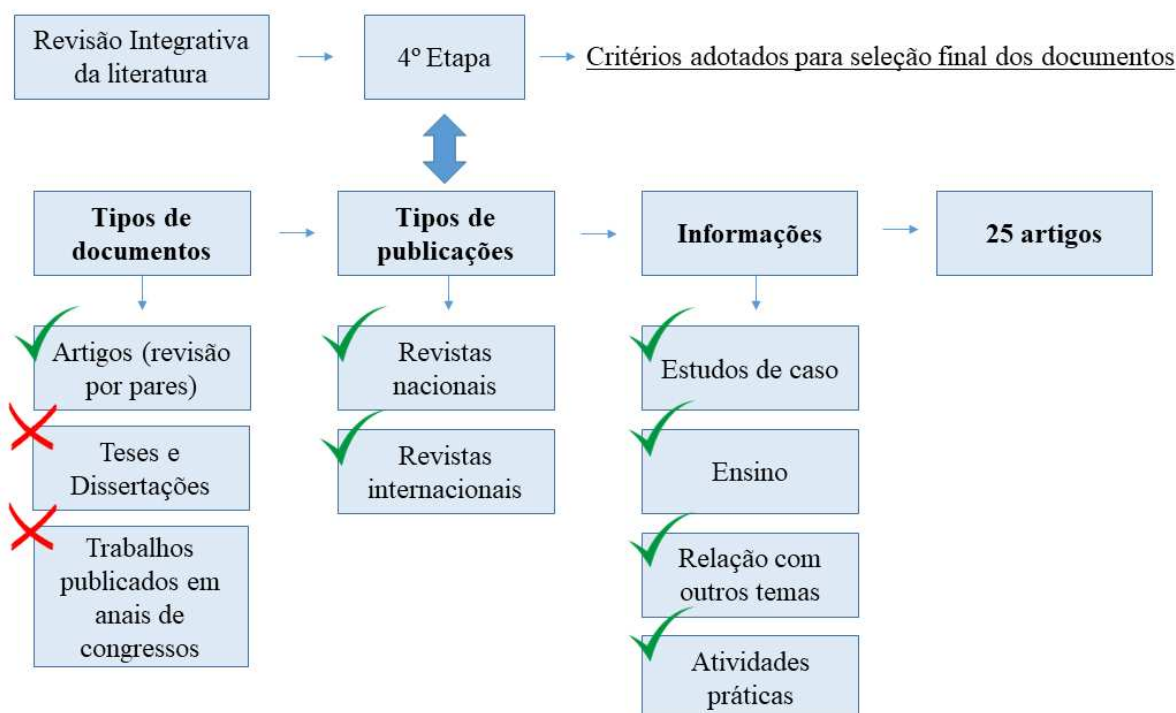 Revisão Integrativa
da literatura
4º Etapa
Critérios adotados para seleção final dos documentos
Tipos de
documentos
Tipos de
publicações
Informações
25 artigos
Artigos (revisão
por pares)
Teses e
Dissertações
Trabalhos
publicados em
anais de
congressos
Revistas
nacionais
Revistas
internacionais
Estudos de caso
Ensino
Relação com
outros temas
Atividades
práticas